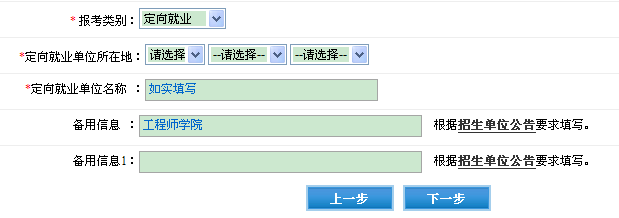 * 报考类别： 定向就业
*定向就业单位所在地： 请选择 --请选择-- --请选择--
*定向就业单位名称 ： 如实填写
备用信息 ： 工程师学院 根据招生单位公告要求填写。
备用信息1： 根据招生单位公告要求填写。
上一步 下一步